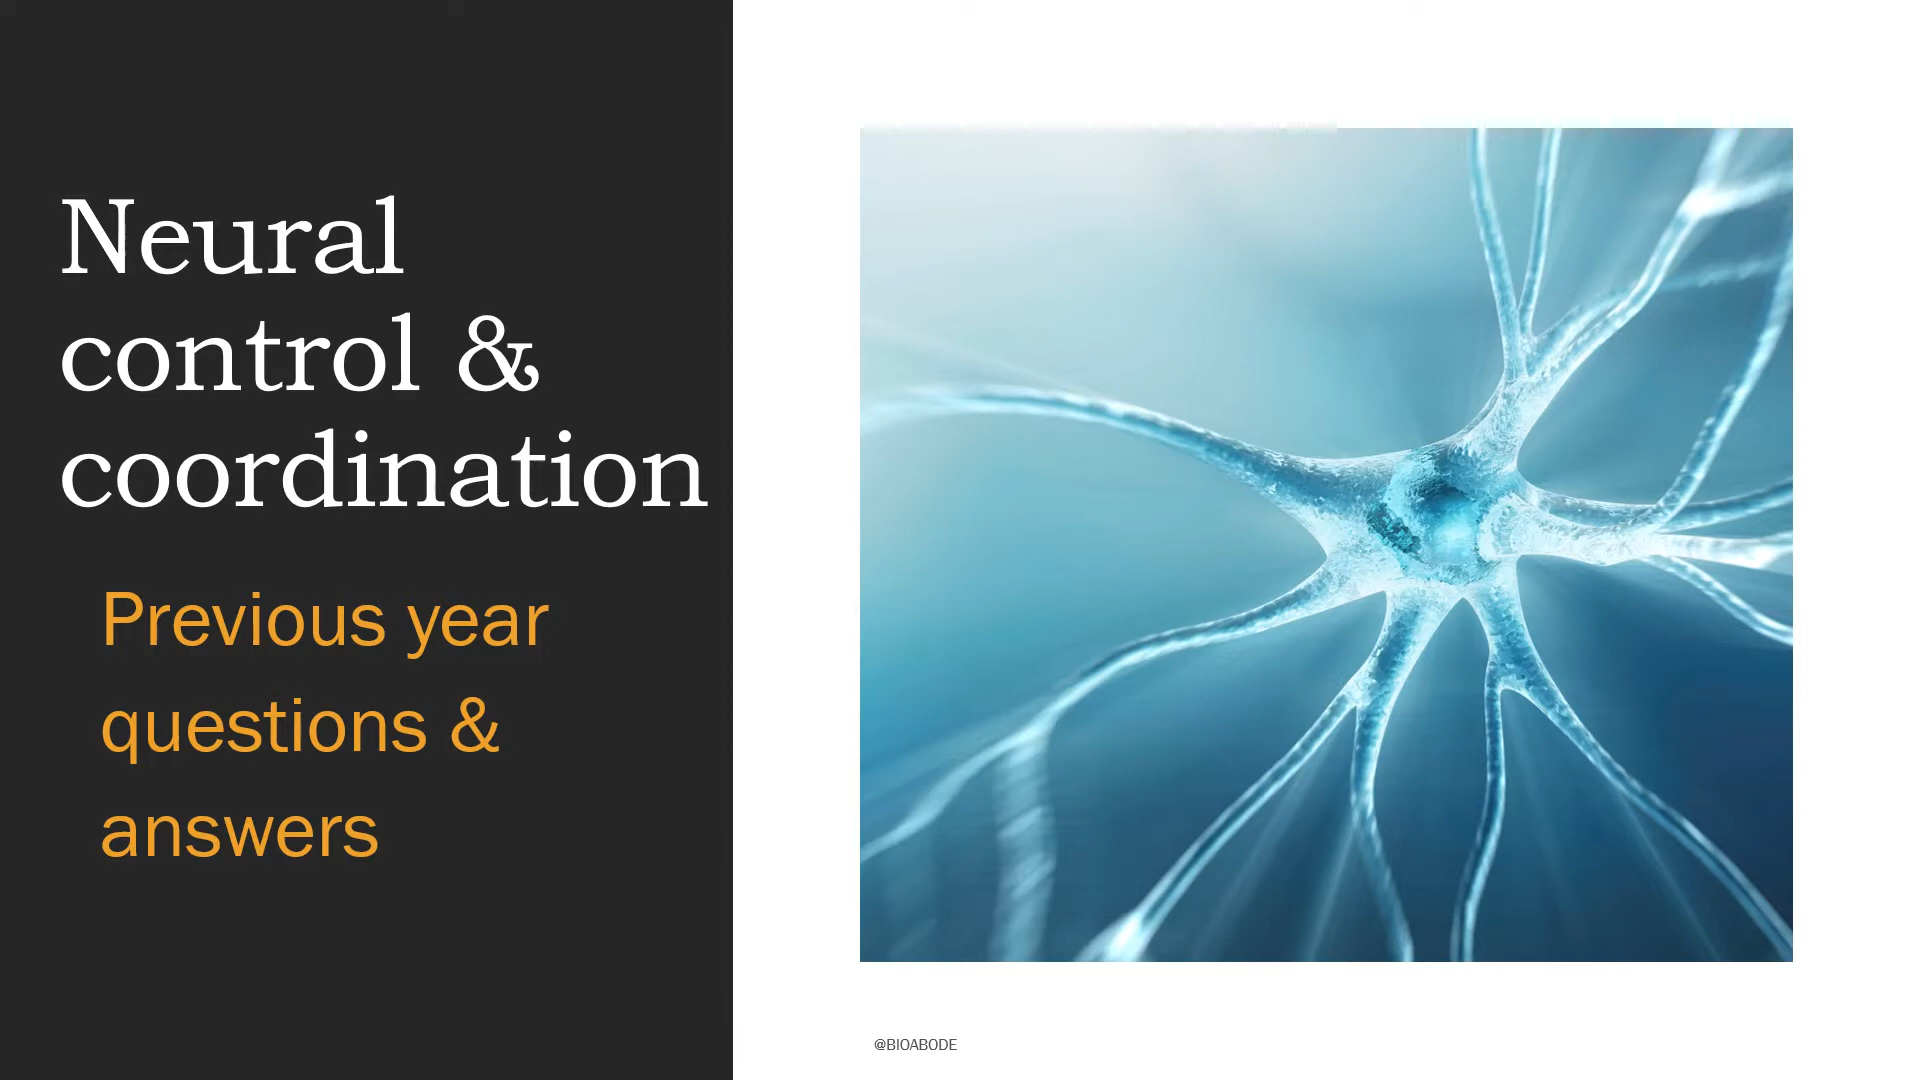 Neural
control &
coordination
Previous year
questions &
answers
@BIOABODE